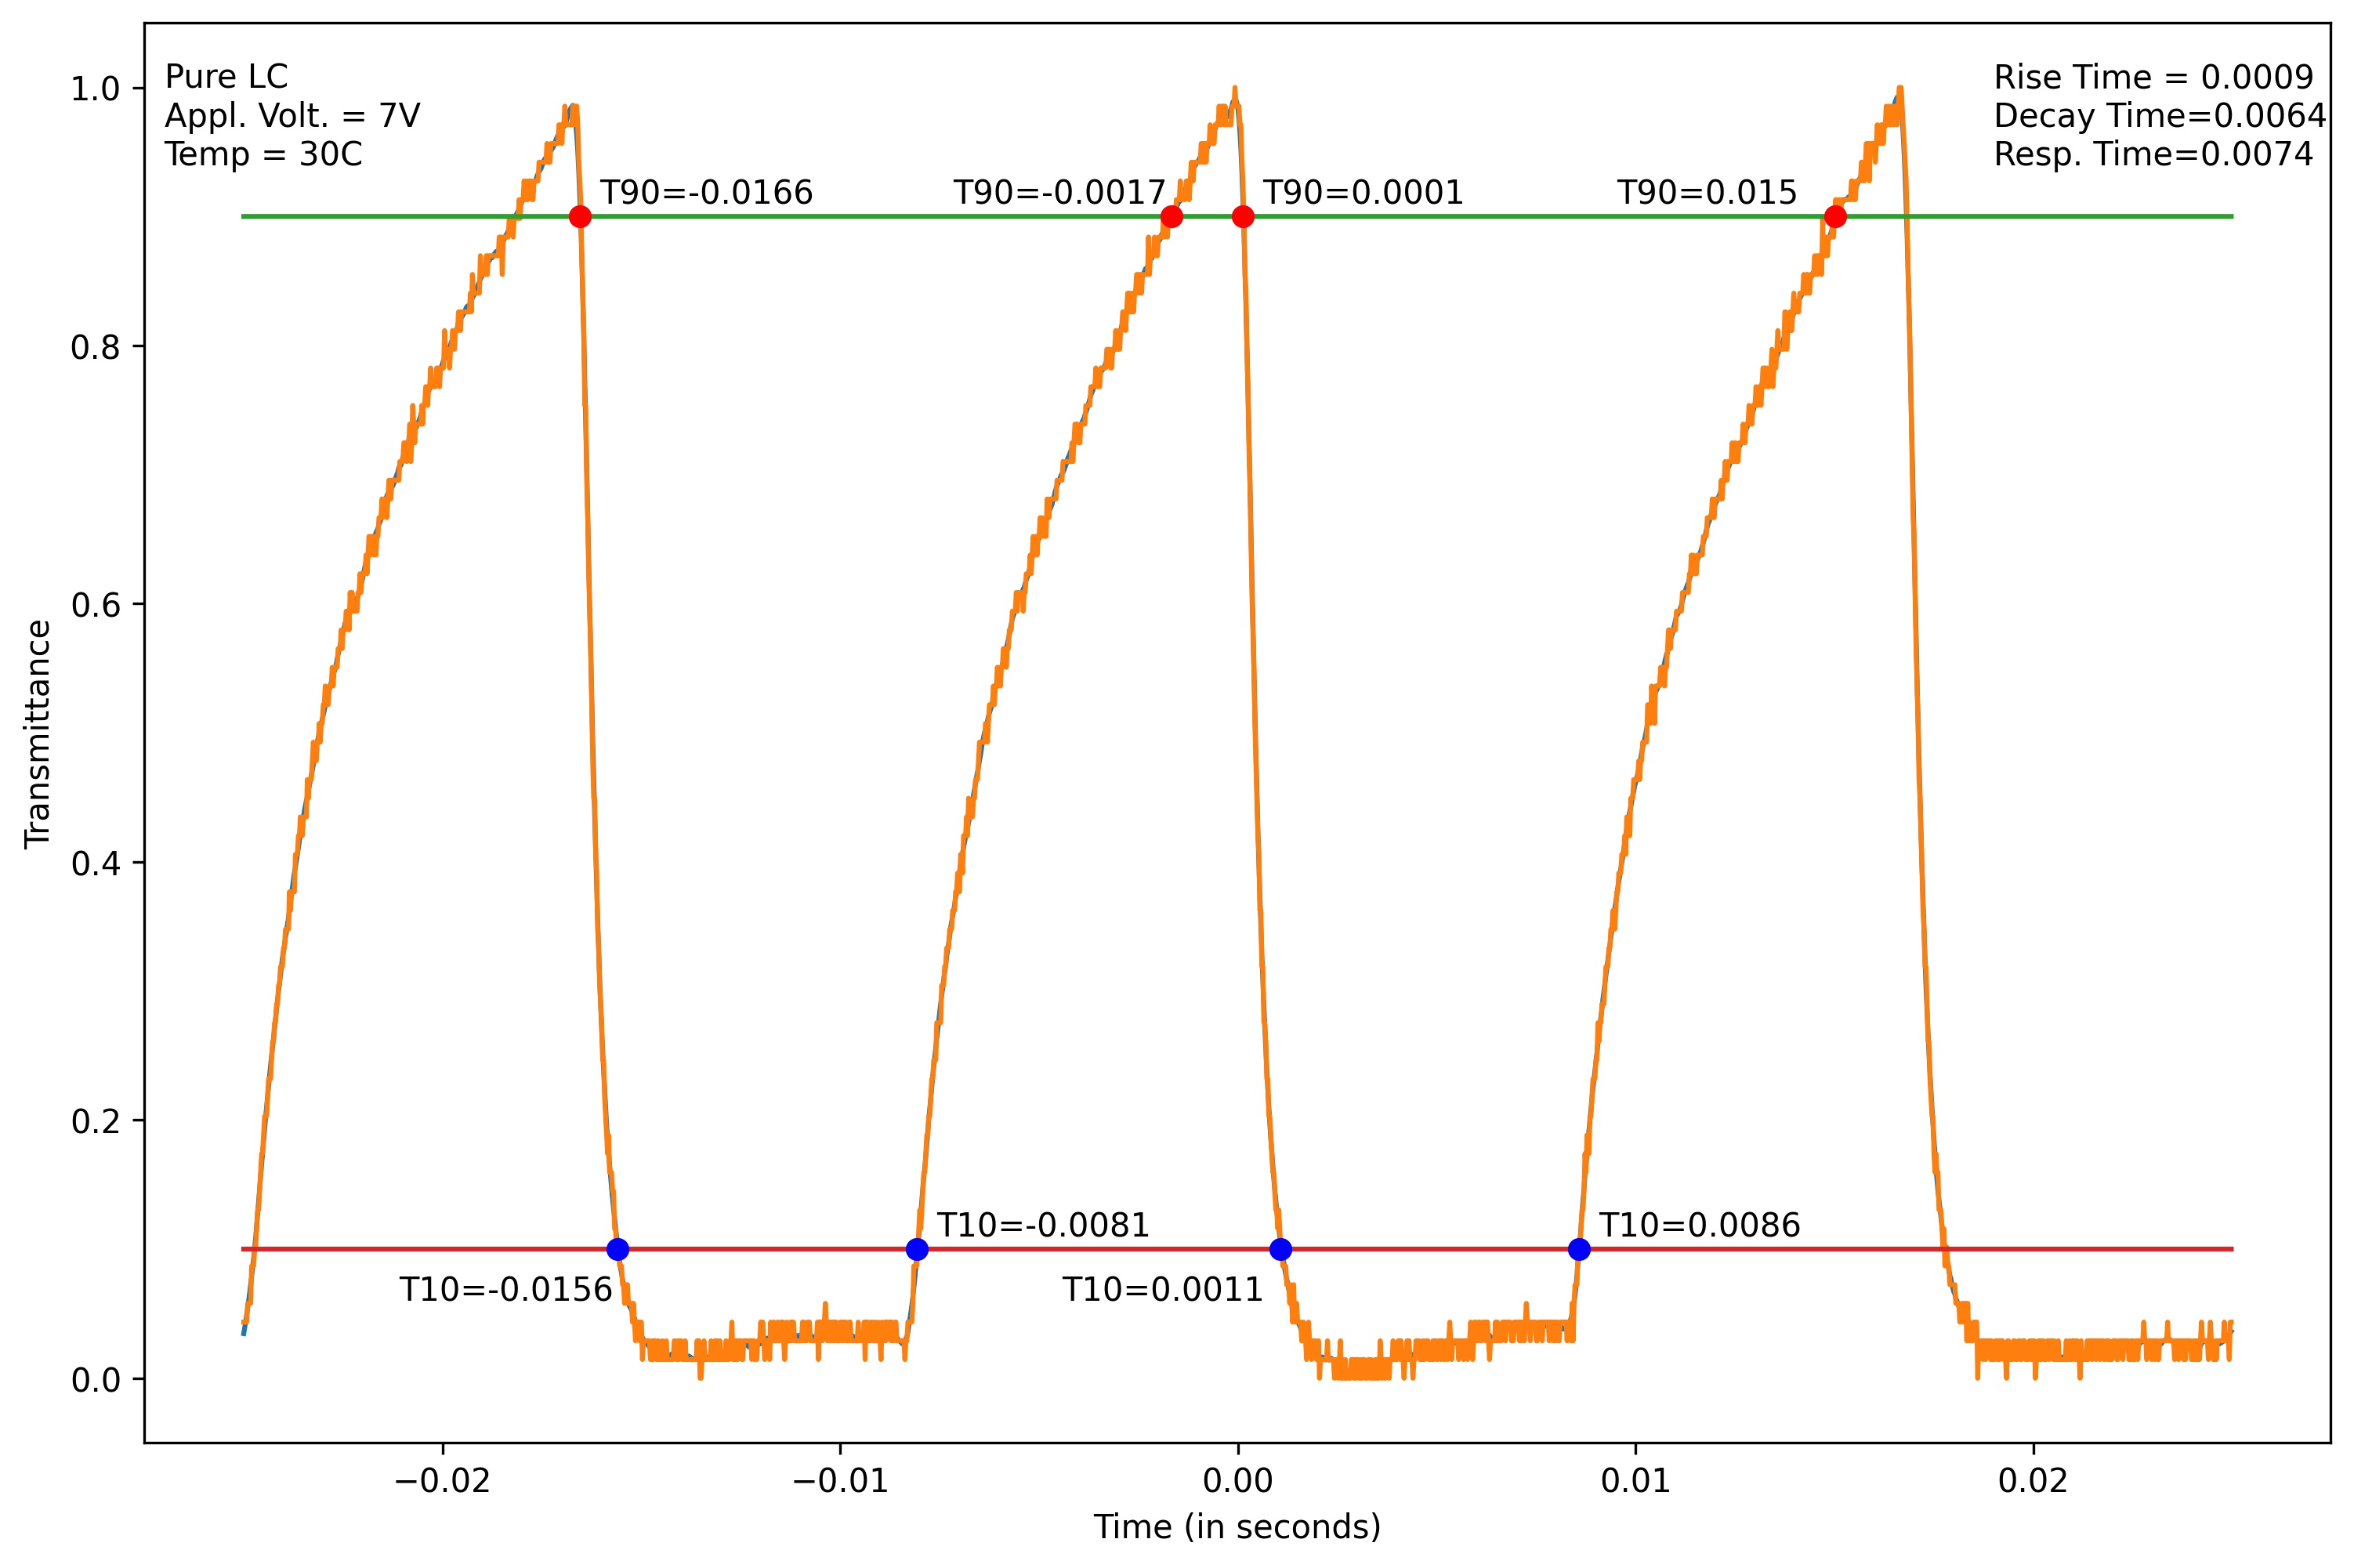 Pure LC
Appl. Volt. = 7V
Temp = 30C
Rise Time = 0.0009
Decay Time=0.0064
Resp. Time=0.0074
T90=-0.0166
T90=-0.0017
T90=0.0001
T90=0.015
T10=-0.0156
T10=-0.0081
T10=0.0011
T10=0.0086
1.0
0.8
0.6
0.4
0.2
0.0
Transmittance
−0.02
−0.01
0.00
0.01
0.02
Time (in seconds)